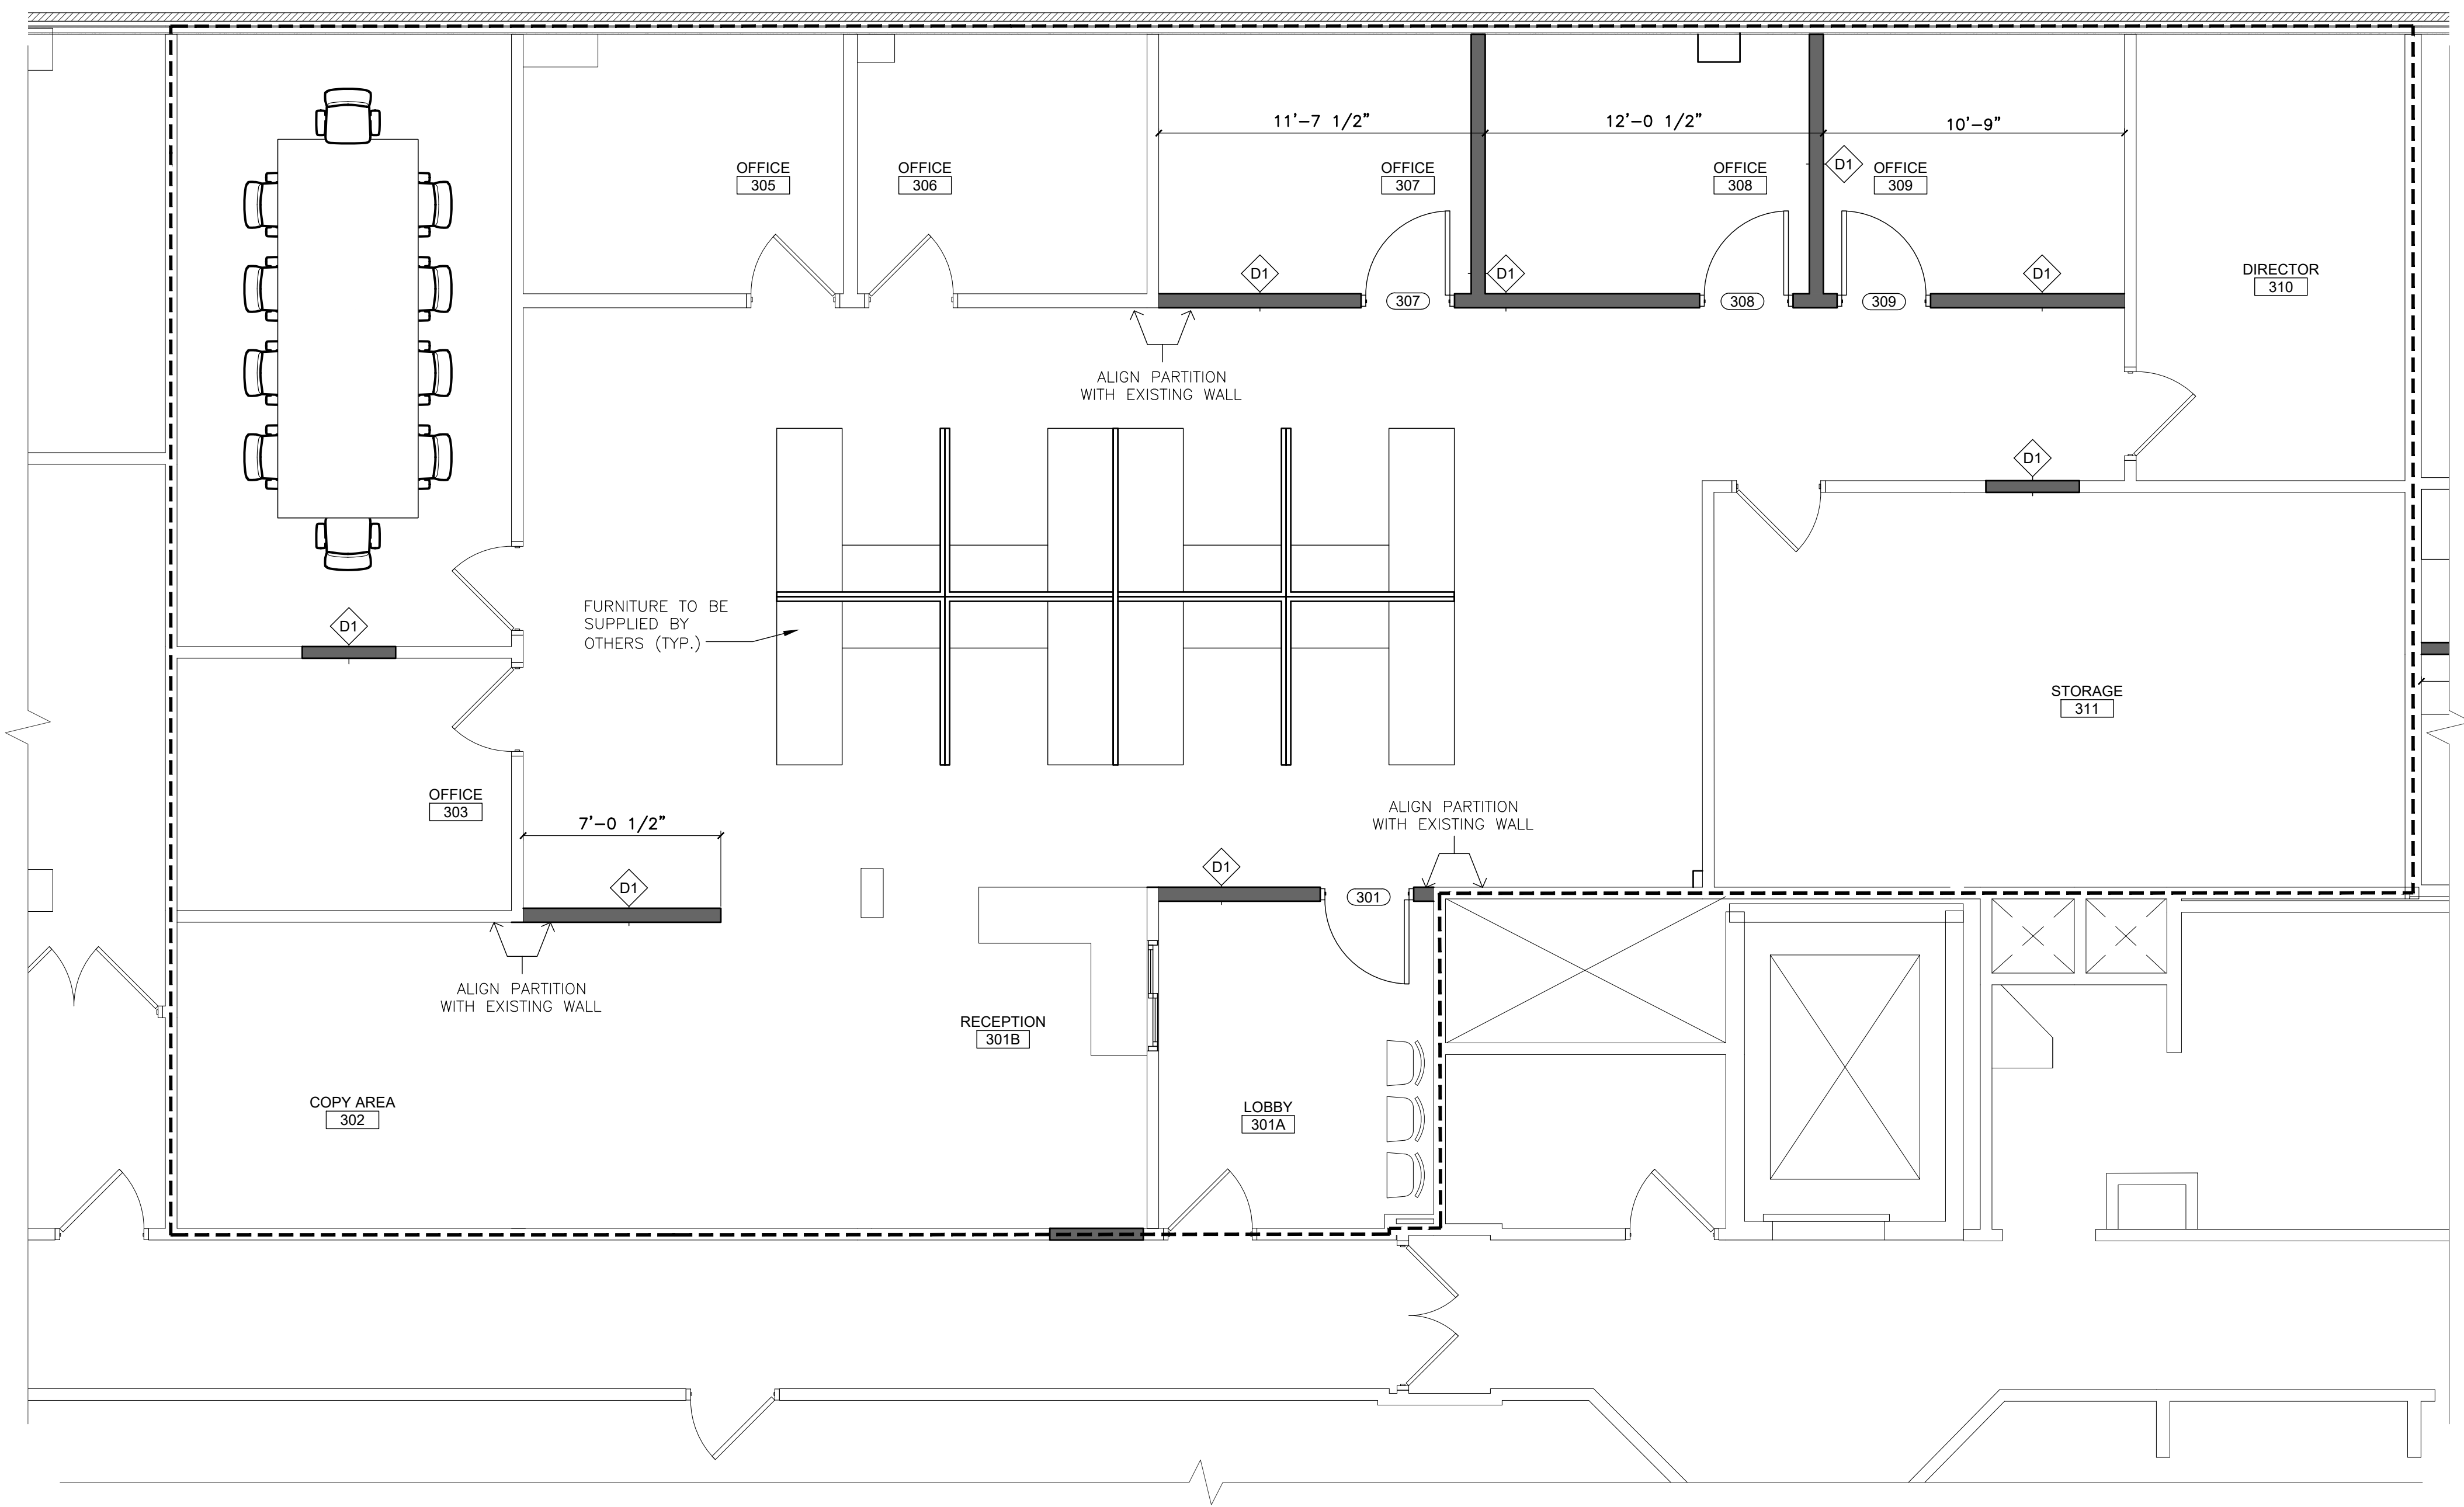 11'-7 1/2"
12'-0 1/2"
10'-9"
OFFICE
305
OFFICE
306
OFFICE
307
OFFICE
308
D1
OFFICE
309
D1
D1
D1
DIRECTOR
310
307
308
309
ALIGN PARTITION
WITH EXISTING WALL
D1
FURNITURE TO BE
SUPPLIED BY
OTHERS (TYP.)
D1
STORAGE
311
OFFICE
303
7'-0 1/2"
ALIGN PARTITION
WITH EXISTING WALL
D1
D1
301
ALIGN PARTITION
WITH EXISTING WALL
RECEPTION
301B
COPY AREA
302
LOBBY
301A